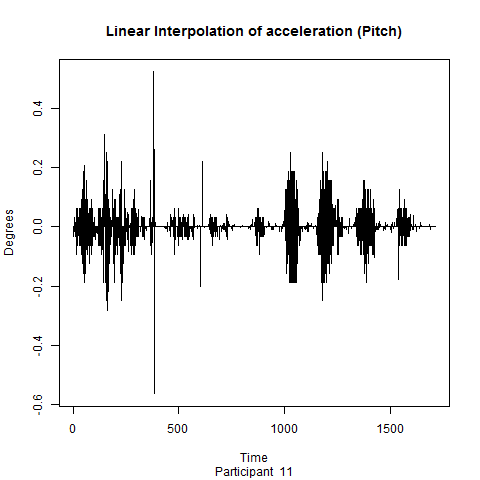 Linear Interpolation of acceleration (Pitch)
Degrees
0.4
0.2
0.0
-0.2
-0.4
-0.6
0
500
1000
1500
Time
Participant 11